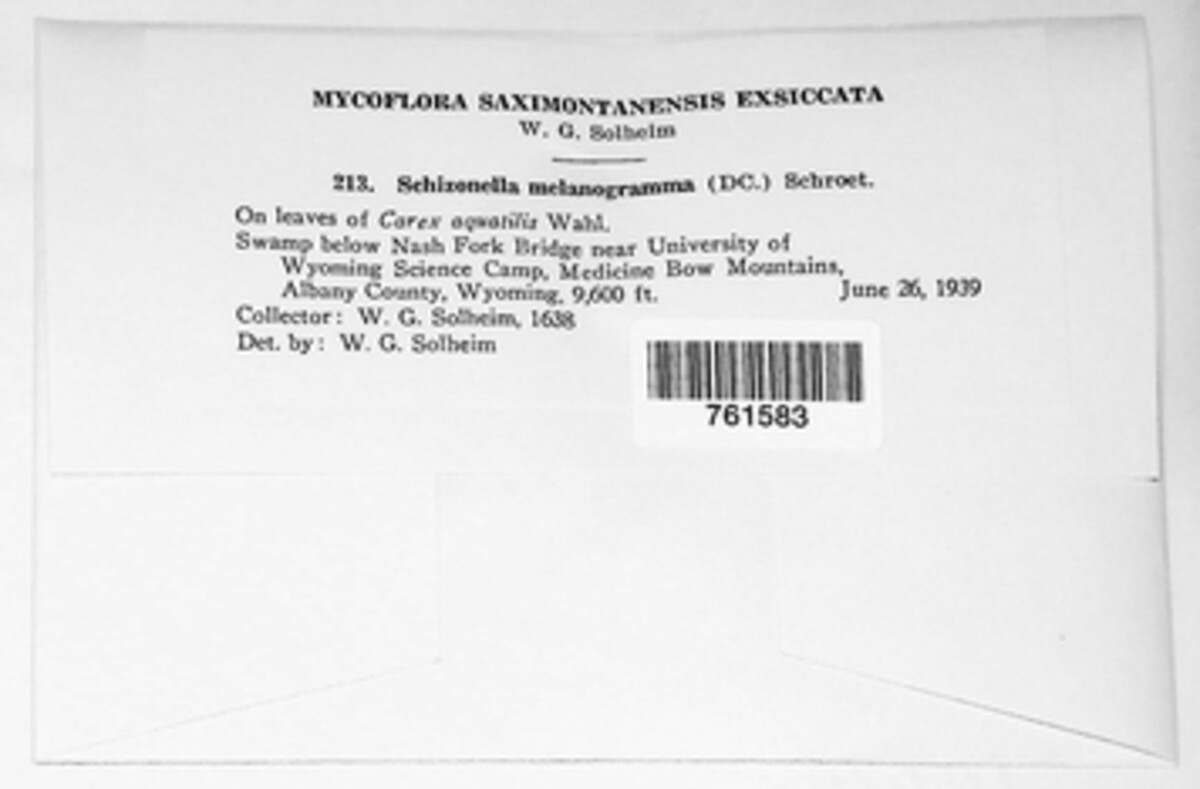 MYCOFLORA SAXIMONTANENSIS EXSICCATA
W. G. Solheim
213. Schizonella melanogramma (DC.) Schroet.
On leaves of Carex aquatilis Wahl.
Swamp below Nash Fork Bridge near University of
Wyoming Science Camp, Medicine Bow Mountains,
Albany County, Wyoming, 9,600 ft. June 26, 1939
Collector: W. G. Solheim, 1638
Det. by: W. G. Solheim
761583